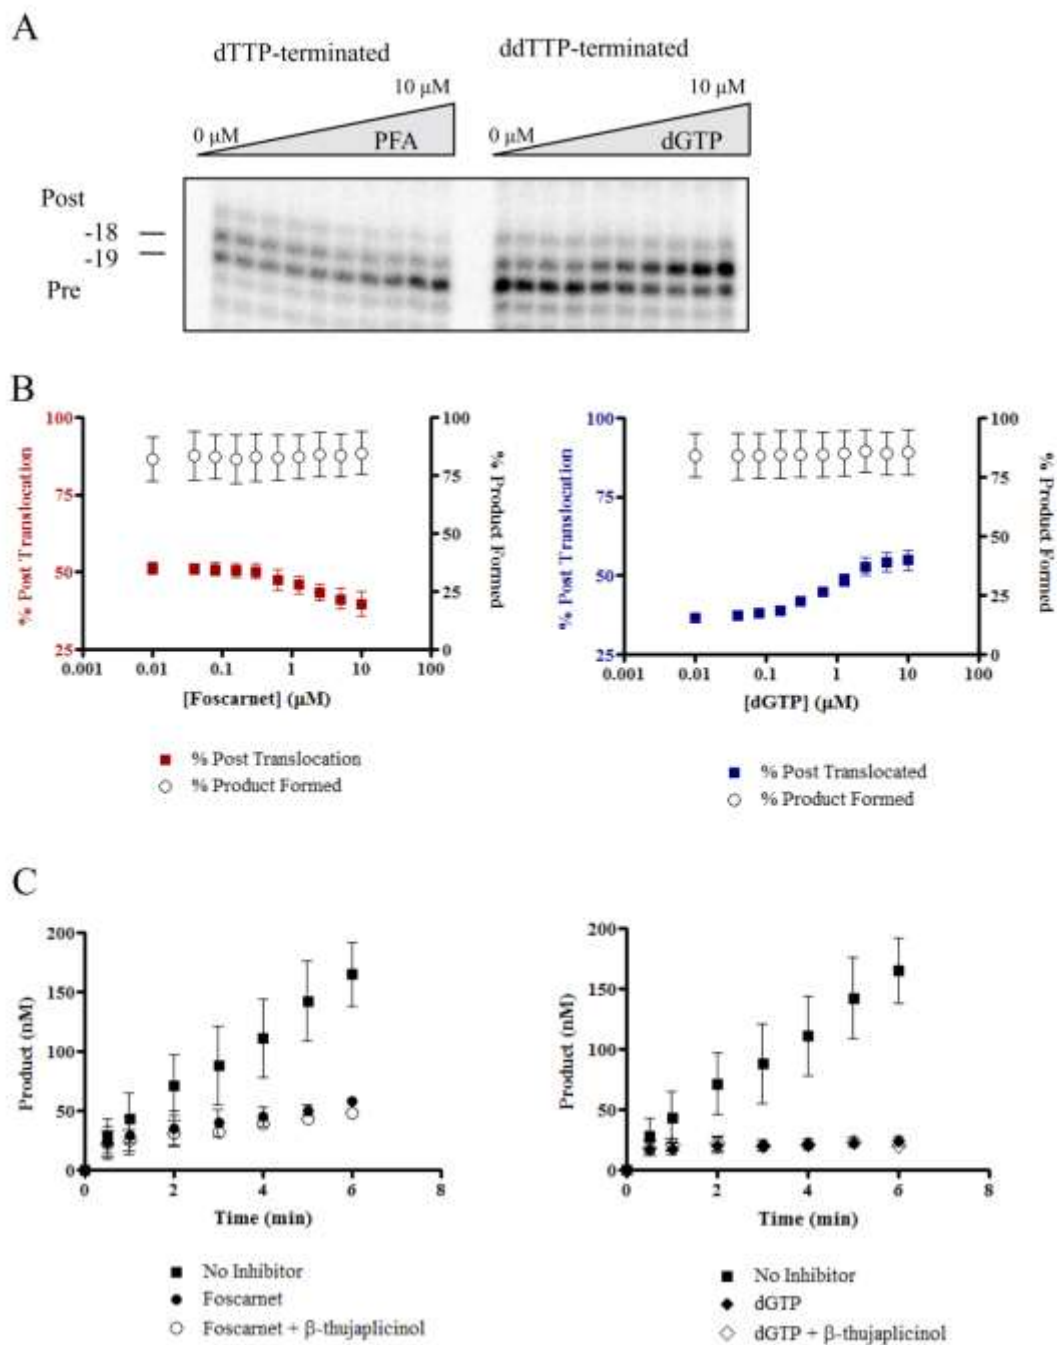 A
dTTP-terminated
ddTTP-terminated
10 µM
10 µM
0 µM
PFA
0 µM
dGTP
Post
-18
-19
Pre
B
100
75
50
25
% Post Translocation
100
75
50
25
0
% Product Formed
0.001
0.01
0.1
1
10
100
[Foscarnet] (µM)
% Post Translocation
% Product Formed
100
75
50
25
% Post Translocation
100
75
50
25
0
% Product Formed
0.001
0.01
0.1
1
10
100
[dGTP] (µM)
% Post Translocated
% Product Formed
C
200
150
100
50
0
Product (nM)
0
2
4
6
8
Time (min)
No Inhibitor
Foscarnet
Foscarnet + β-thujaplicinol
200
150
100
50
0
Product (nM)
0
2
4
6
8
Time (min)
No Inhibitor
dGTP
dGTP + β-thujaplicinol